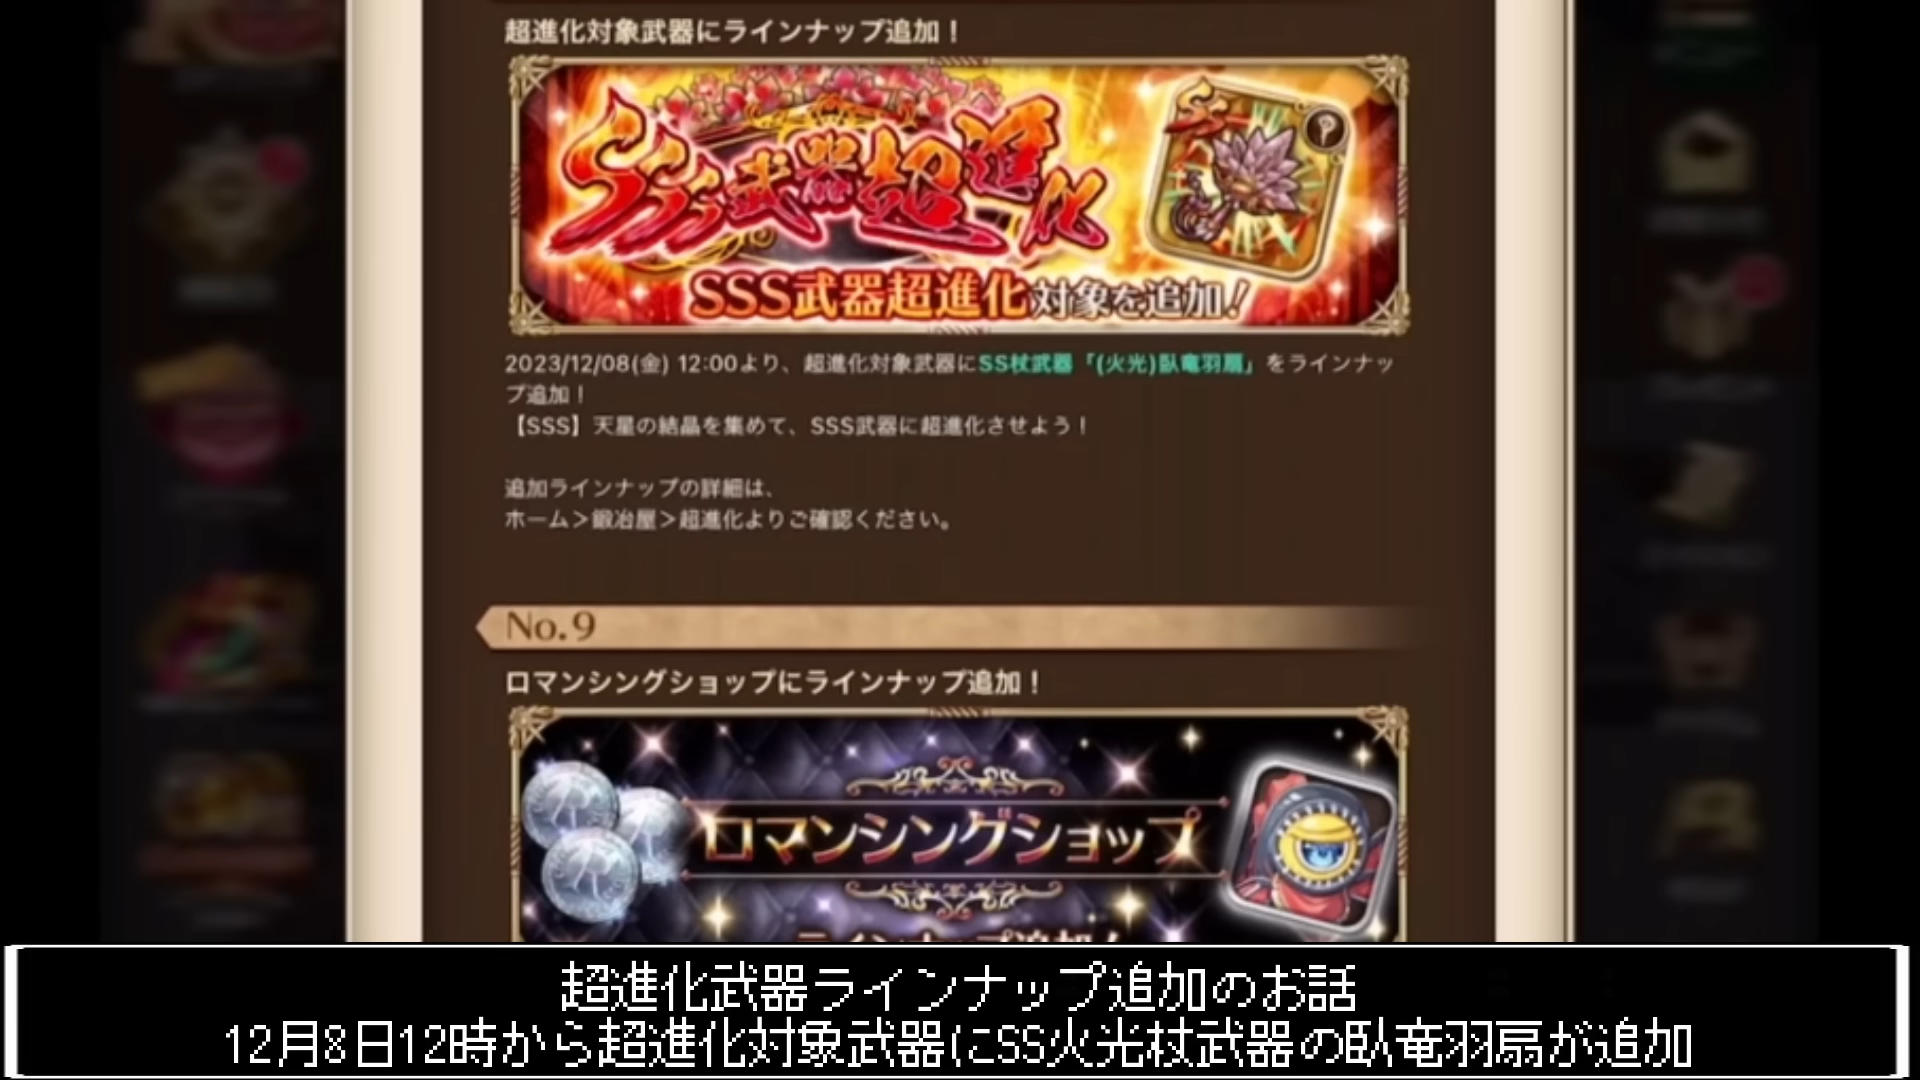 超進化対象武器にラインナップ追加！
SSS武器超進化
SS
?
SSS武器超進化対象を追加!
2023/12/08(金) 12:00より、超進化対象武器にSS杖武器「(火光)臥竜羽扇」をラインナッ
プ追加！
【SSS】天星の結晶を集めて、SSS武器に超進化させよう！
追加ラインナップの詳細は、
ホーム＞鍛冶屋＞超進化よりご確認ください。
No.9
ロマンシングショップにラインナップ追加！
ロマンシングショップ
ラインナップ追加!
超進化武器ラインナップ追加のお話
12月8日12時から超進化対象武器にSS火光杖武器の臥竜羽扇が追加